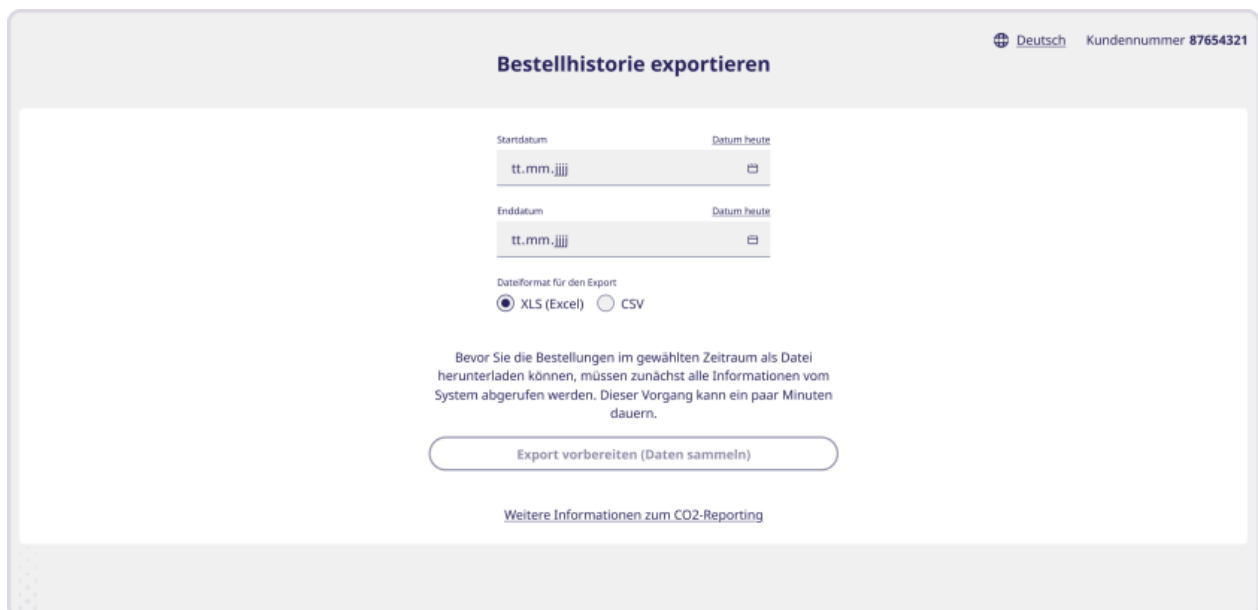 Deutsch Kundennummer 87654321
Bestellhistorie exportieren
Startdatum Datum heute
tt.mm.jjjj
Enddatum Datum heute
tt.mm.jjjj
Dateiformat für den Export
XLS (Excel) CSV
Bevor Sie die Bestellungen im gewählten Zeitraum als Datei
herunterladen können, müssen zunächst alle Informationen vom
System abgerufen werden. Dieser Vorgang kann ein paar Minuten
dauern.
Export vorbereiten (Daten sammeln)
Weitere Informationen zum CO2-Reporting